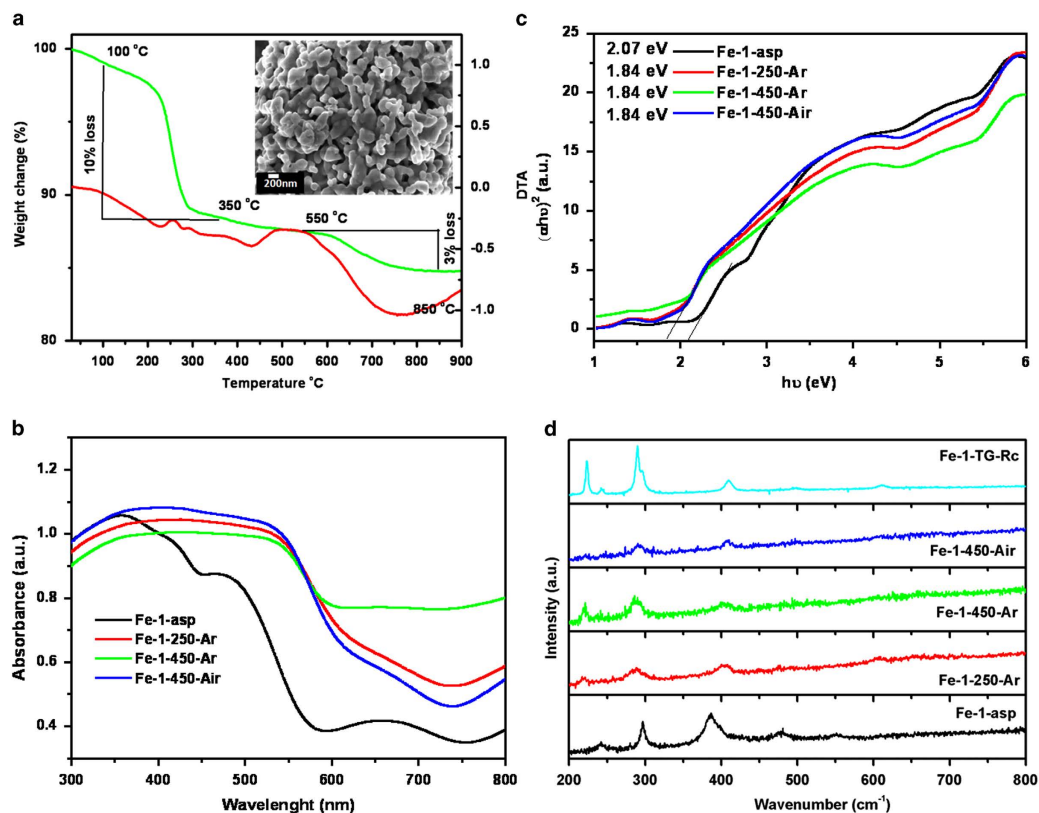 a
100 °C
10% loss
350 °C
550 °C
3% loss
850 °C
200nm
Weight change (%)
100
90
80
1.0
0.5
0.0
-0.5
-1.0
DTA
100 200 300 400 500 600 700 800 900
Temperature °C
c
2.07 eV Fe-1-asp
1.84 eV Fe-1-250-Ar
1.84 eV Fe-1-450-Ar
1.84 eV Fe-1-450-Air
(αhυ)² (a.u.)
25
20
15
10
5
0
1 2 3 4 5 6
hυ (eV)
b
Absorbance (a.u.)
1.2
1.0
0.8
0.6
0.4
Fe-1-asp
Fe-1-250-Ar
Fe-1-450-Ar
Fe-1-450-Air
300 400 500 600 700 800
Wavelenght (nm)
d
Fe-1-TG-Rc
Fe-1-450-Air
Fe-1-450-Ar
Fe-1-250-Ar
Fe-1-asp
Intensity (a.u.)
200 300 400 500 600 700 800
Wavenumber (cm⁻¹)